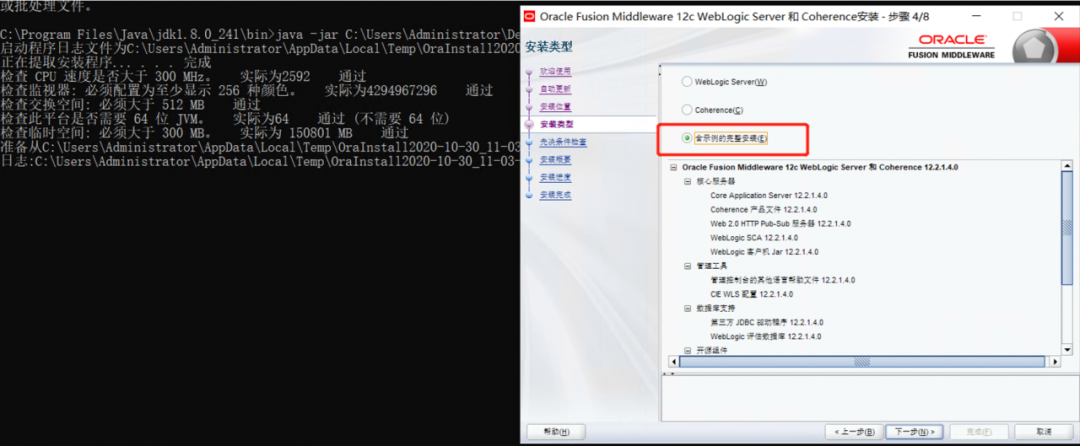 或批处理文件。
C:\Program Files\Java\jdk1.8.0_241\bin>java -jar C:\Users\Administrator\De
启动程序日志文件为C:\Users\Administrator\AppData\Local\Temp\OraInstall2020
正在提取安装程序. . . . . 完成
检查 CPU 速度是否大于 300 MHz。 实际为2592 通过
检查监视器: 必须配置为至少显示 256 种颜色。 实际为4294967296 通过
检查交换空间: 必须大于 512 MB 通过
检查此平台是否需要 64 位 JVM。 实际为64 通过 (不需要 64 位)
检查临时空间: 必须大于 300 MB。 实际为 150801 MB 通过
准备从C:\Users\Administrator\AppData\Local\Temp\OraInstall2020-10-30_11-03-
日志:C:\Users\Administrator\AppData\Local\Temp\OraInstall2020-10-30_11-03-
Oracle Fusion Middleware 12c WebLogic Server 和 Coherence安装 - 步骤 4/8
安装类型
ORACLE
FUSION MIDDLEWARE
欢迎使用
自动更新
安装位置
安装类型
先决条件检查
安装概要
安装进度
安装完成
WebLogic Server(W)
Coherence(C)
含示例的完整安装(E)
Oracle Fusion Middleware 12c WebLogic Server 和 Coherence 12.2.1.4.0
核心服务器
Core Application Server 12.2.1.4.0
Coherence 产品文件 12.2.1.4.0
Web 2.0 HTTP Pub-Sub 服务器 12.2.1.4.0
WebLogic SCA 12.2.1.4.0
WebLogic 客户机 Jar 12.2.1.4.0
管理工具
管理控制台的其他语言帮助文件 12.2.1.4.0
CIE WLS 配置 12.2.1.4.0
数据库支持
第三方 JDBC 驱动程序 12.2.1.4.0
WebLogic 评估数据库 12.2.1.4.0
开源组件
帮助(H)
< 上一步(B)
下一步(N) >
完成(F)
取消